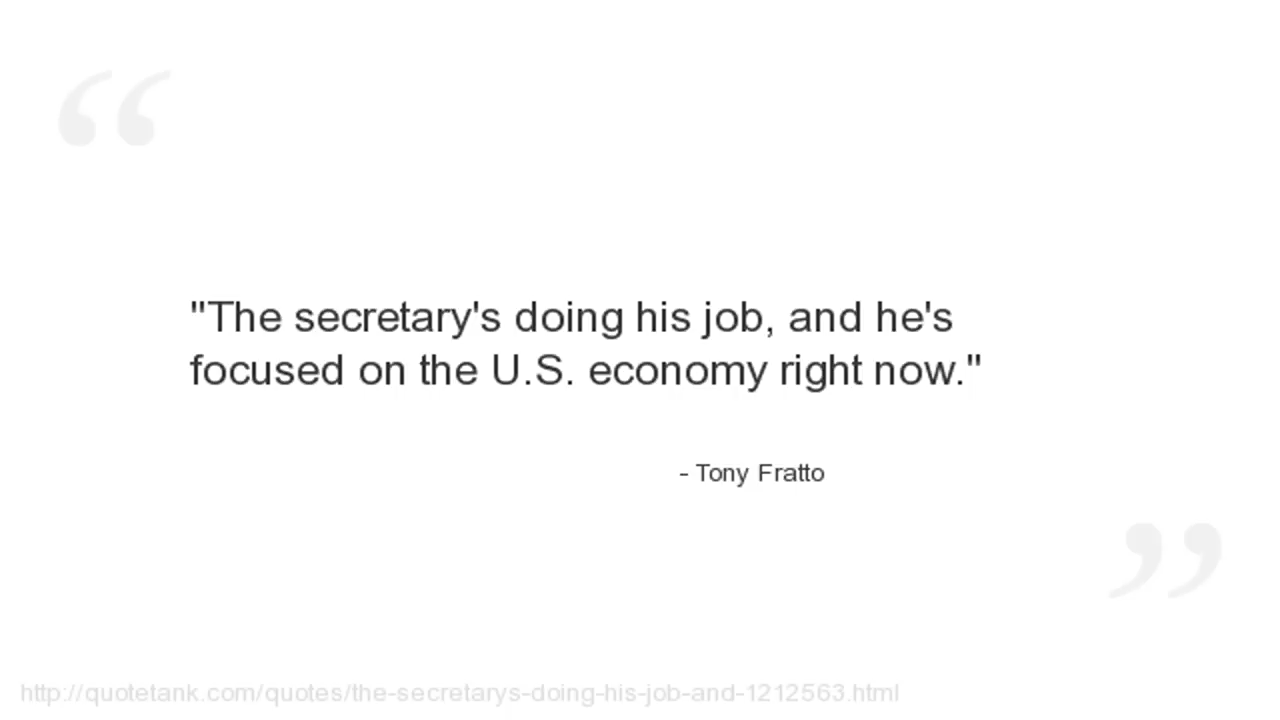 "The secretary's doing his job, and he's
focused on the U.S. economy right now."
- Tony Fratto
http://quotetank.com/quotes/the-secretarys-doing-his-job-and-1212563.html